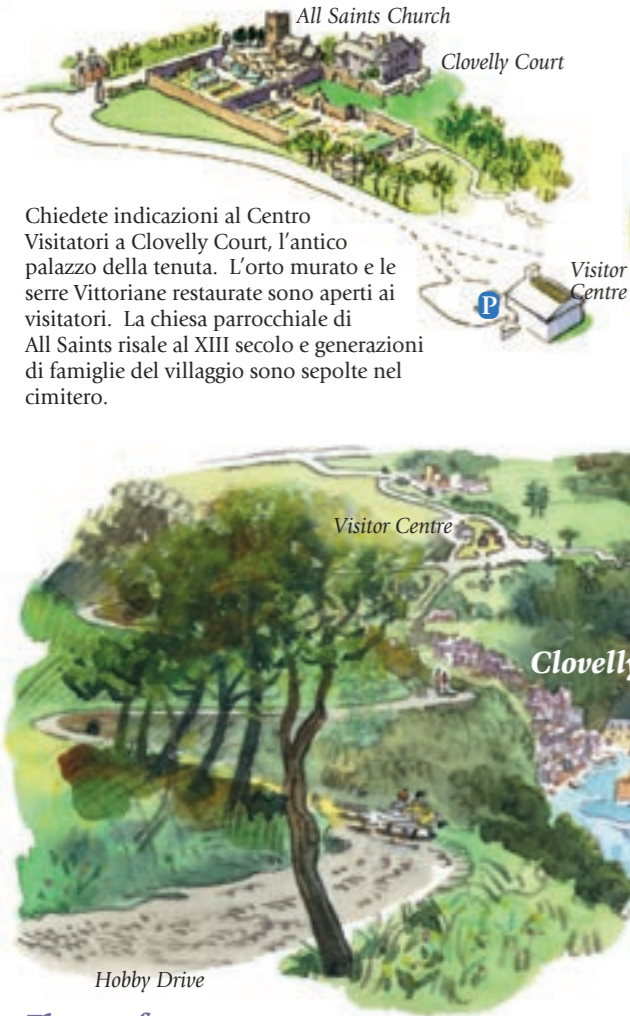 All Saints Church
Clovelly Court
Chiedete indicazioni al Centro
Visitatori a Clovelly Court, l'antico
palazzo della tenuta. L'orto murato e le
serre Vittoriane restaurate sono aperti ai
visitatori. La chiesa parrocchiale di
All Saints risale al XIII secolo e generazioni
di famiglie del villaggio sono sepolte nel
cimitero.
Visitor
Centre
P
Visitor Centre
Clovelly
Hobby Drive